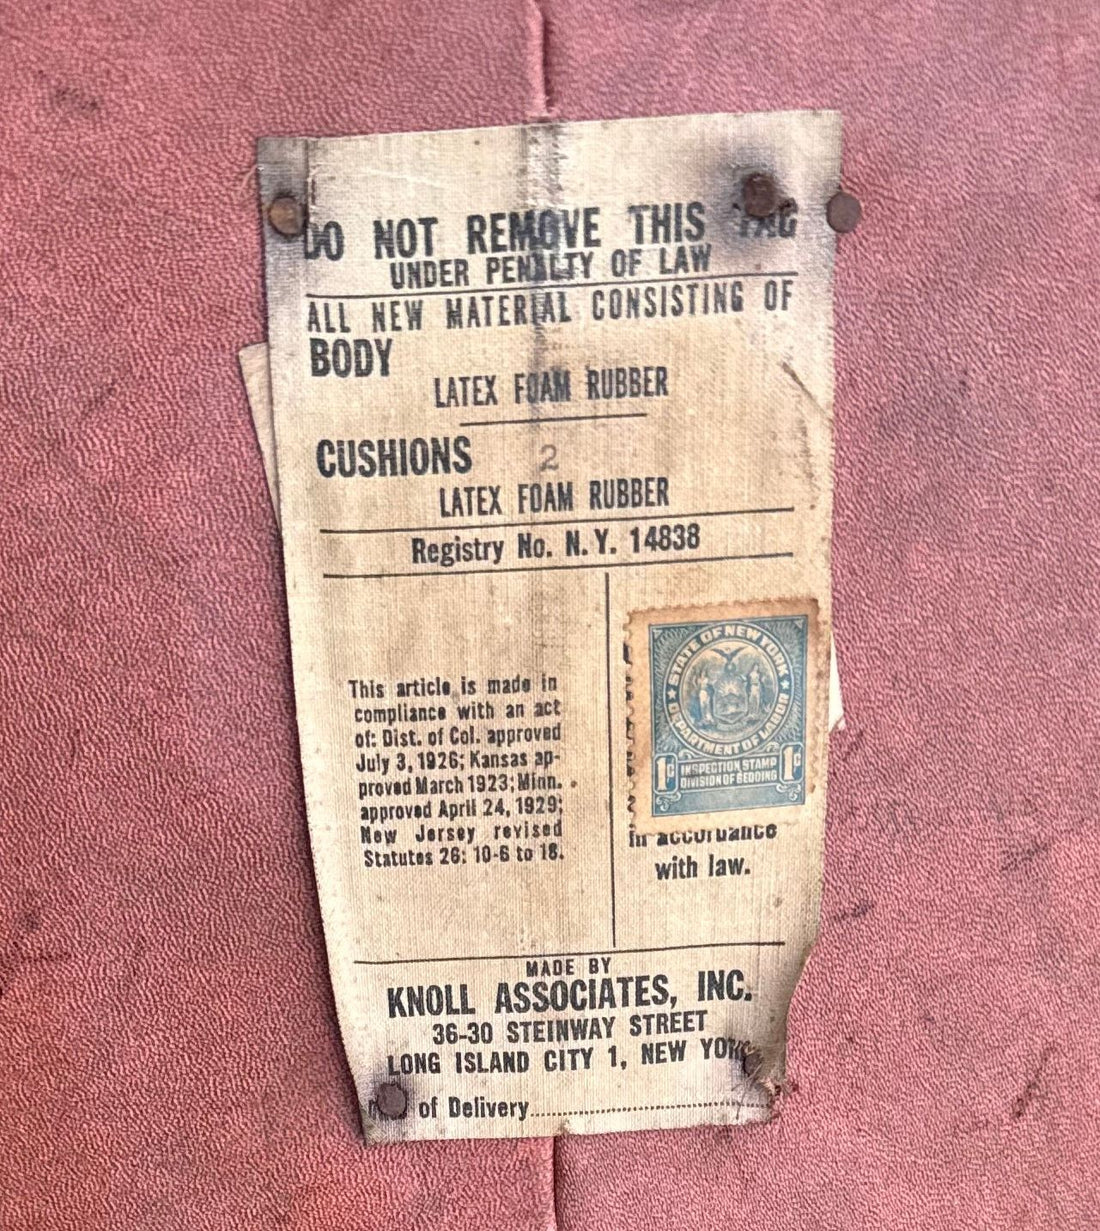 DO NOT REMOVE THIS TAG
UNDER PENALTY OF LAW
ALL NEW MATERIAL CONSISTING OF
BODY
LATEX FOAM RUBBER
CUSHIONS 2
LATEX FOAM RUBBER
Registry No. N.Y. 14838
This article is made in
compliance with an act
of: Dist. of Col. approved
July 3, 1926; Kansas ap-
proved March 1923; Minn.
approved April 24, 1929;
New Jersey revised
Statutes 26: 10-6 to 18.
STATE OF NEW YORK
DEPARTMENT OF LABOR
1c INSPECTION STAMP 1c
DIVISION OF BEDDING
in accordance
with law.
MADE BY
KNOLL ASSOCIATES, INC.
36-30 STEINWAY STREET
LONG ISLAND CITY 1, NEW YORK
of Delivery